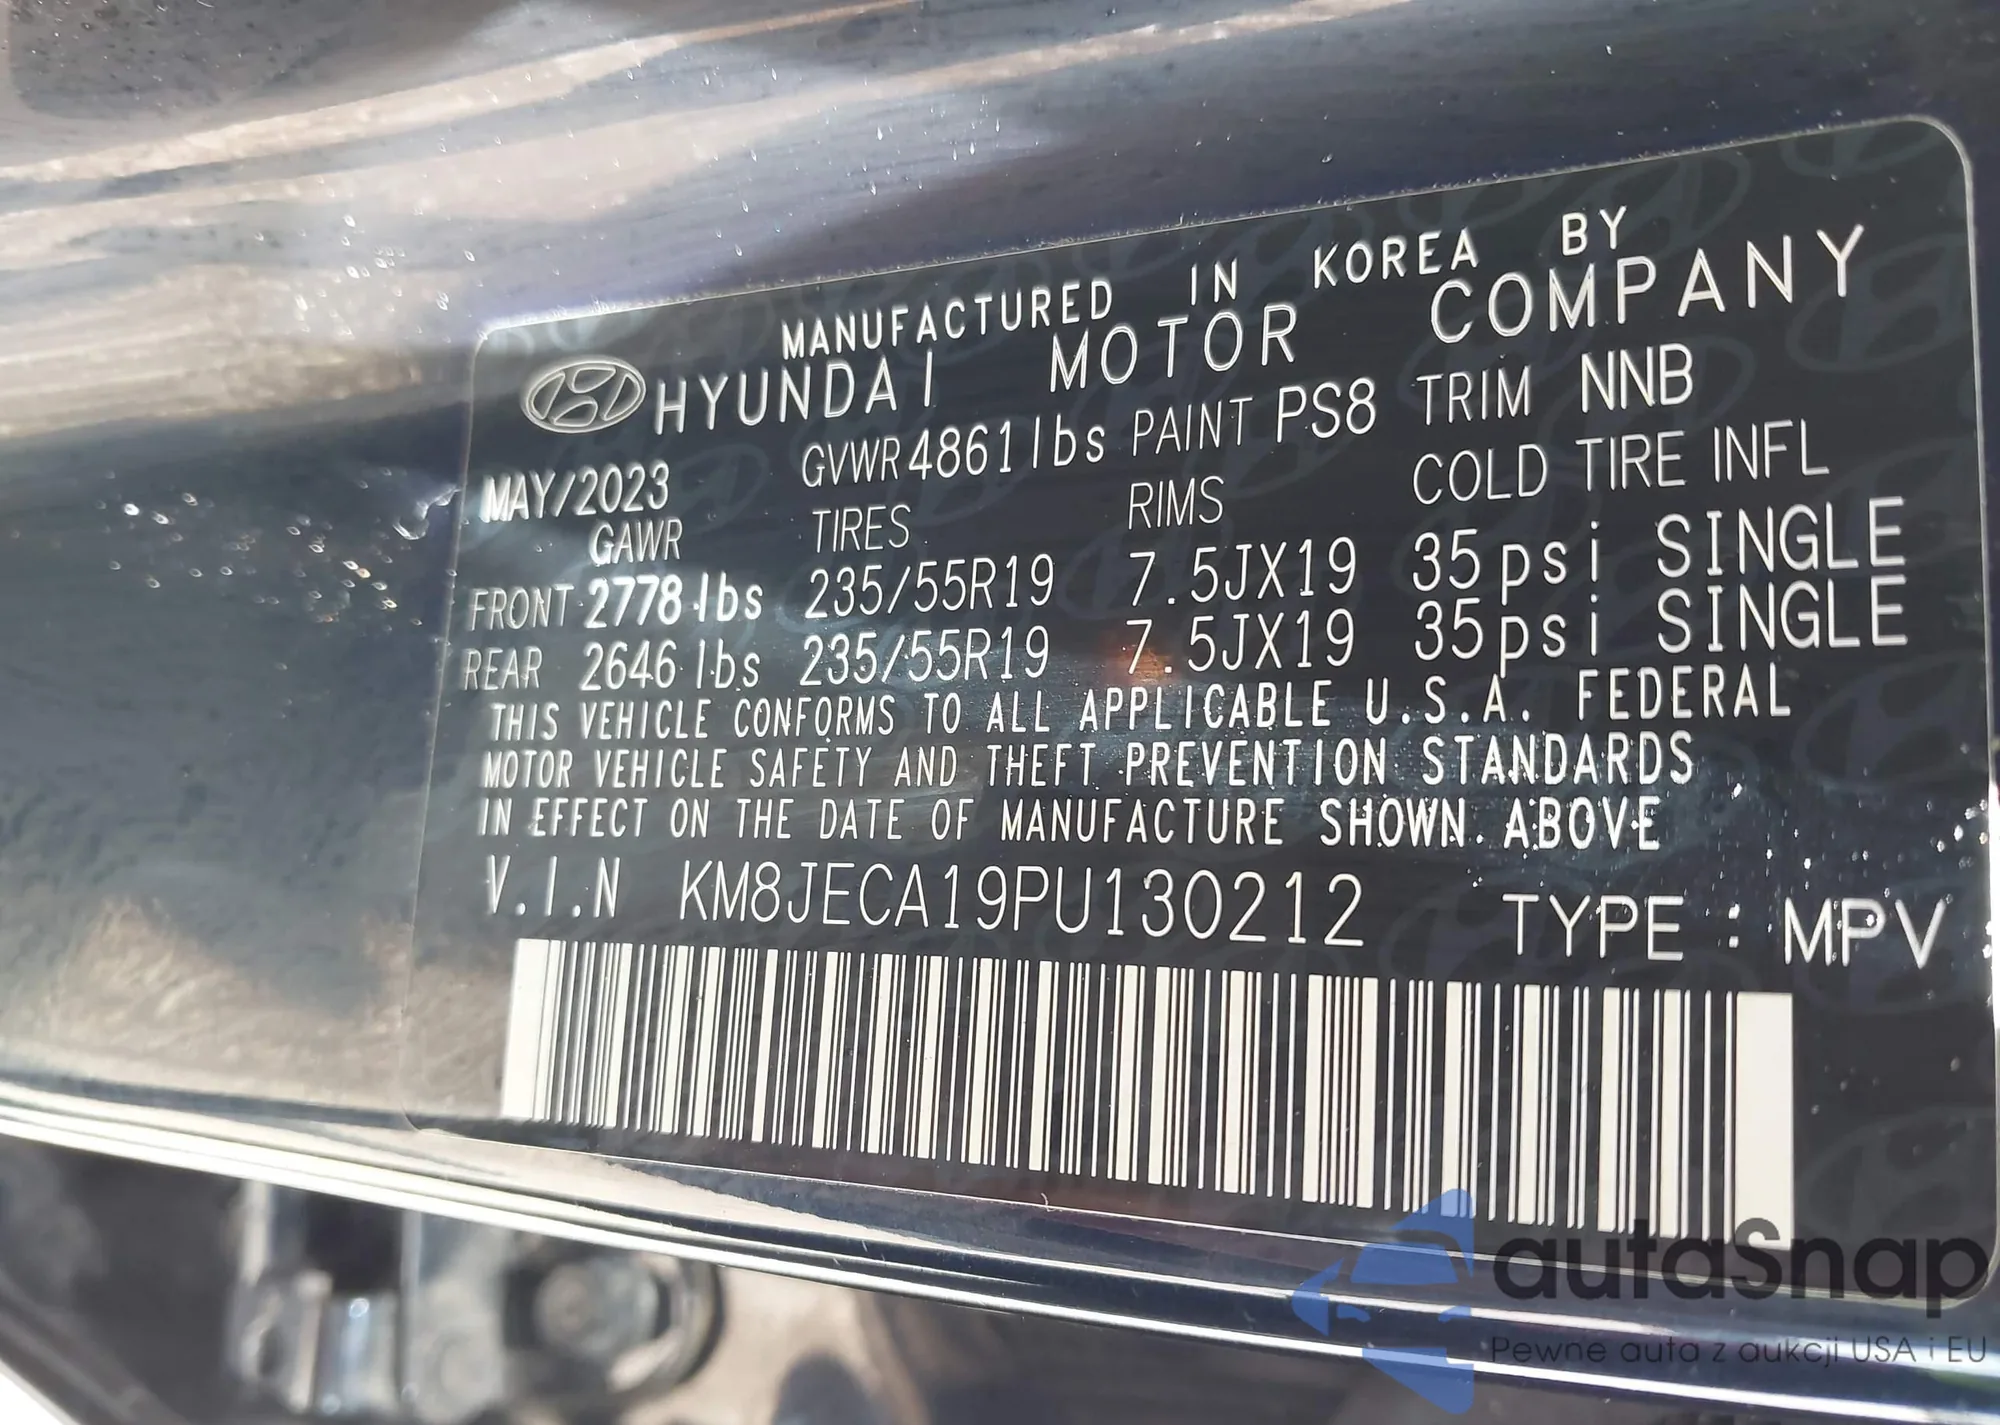 MANUFACTURED IN KOREA BY
HYUNDAI MOTOR COMPANY
MAY/2023 GVWR 4861lbs PAINT PS8 TRIM NNB
GAWR TIRES RIMS COLD TIRE INFL
FRONT 2778 lbs 235/55R19 7.5JX19 35psi SINGLE
REAR 2646 lbs 235/55R19 7.5JX19 35psi SINGLE
THIS VEHICLE CONFORMS TO ALL APPLICABLE U.S.A. FEDERAL
MOTOR VEHICLE SAFETY AND THEFT PREVENTION STANDARDS
IN EFFECT ON THE DATE OF MANUFACTURE SHOWN ABOVE
V.I.N KM8JECA19PU130212 TYPE : MPV
autaSnap
Pewne auta z aukcji USA i EU